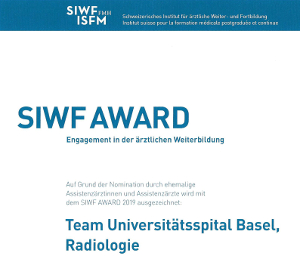 SIWF FMH
ISFM
Schweizerisches Institut für ärztliche Weiter- und Fortbildung
Institut suisse pour la formation médicale postgraduée et continue
SIWF AWARD
Engagement in der ärztlichen Weiterbildung
Auf Grund der Nomination durch ehemalige
Assistenzärztinnen und Assistenzärzte wird mit
dem SIWF AWARD 2019 ausgezeichnet:
Team Universitätsspital Basel,
Radiologie